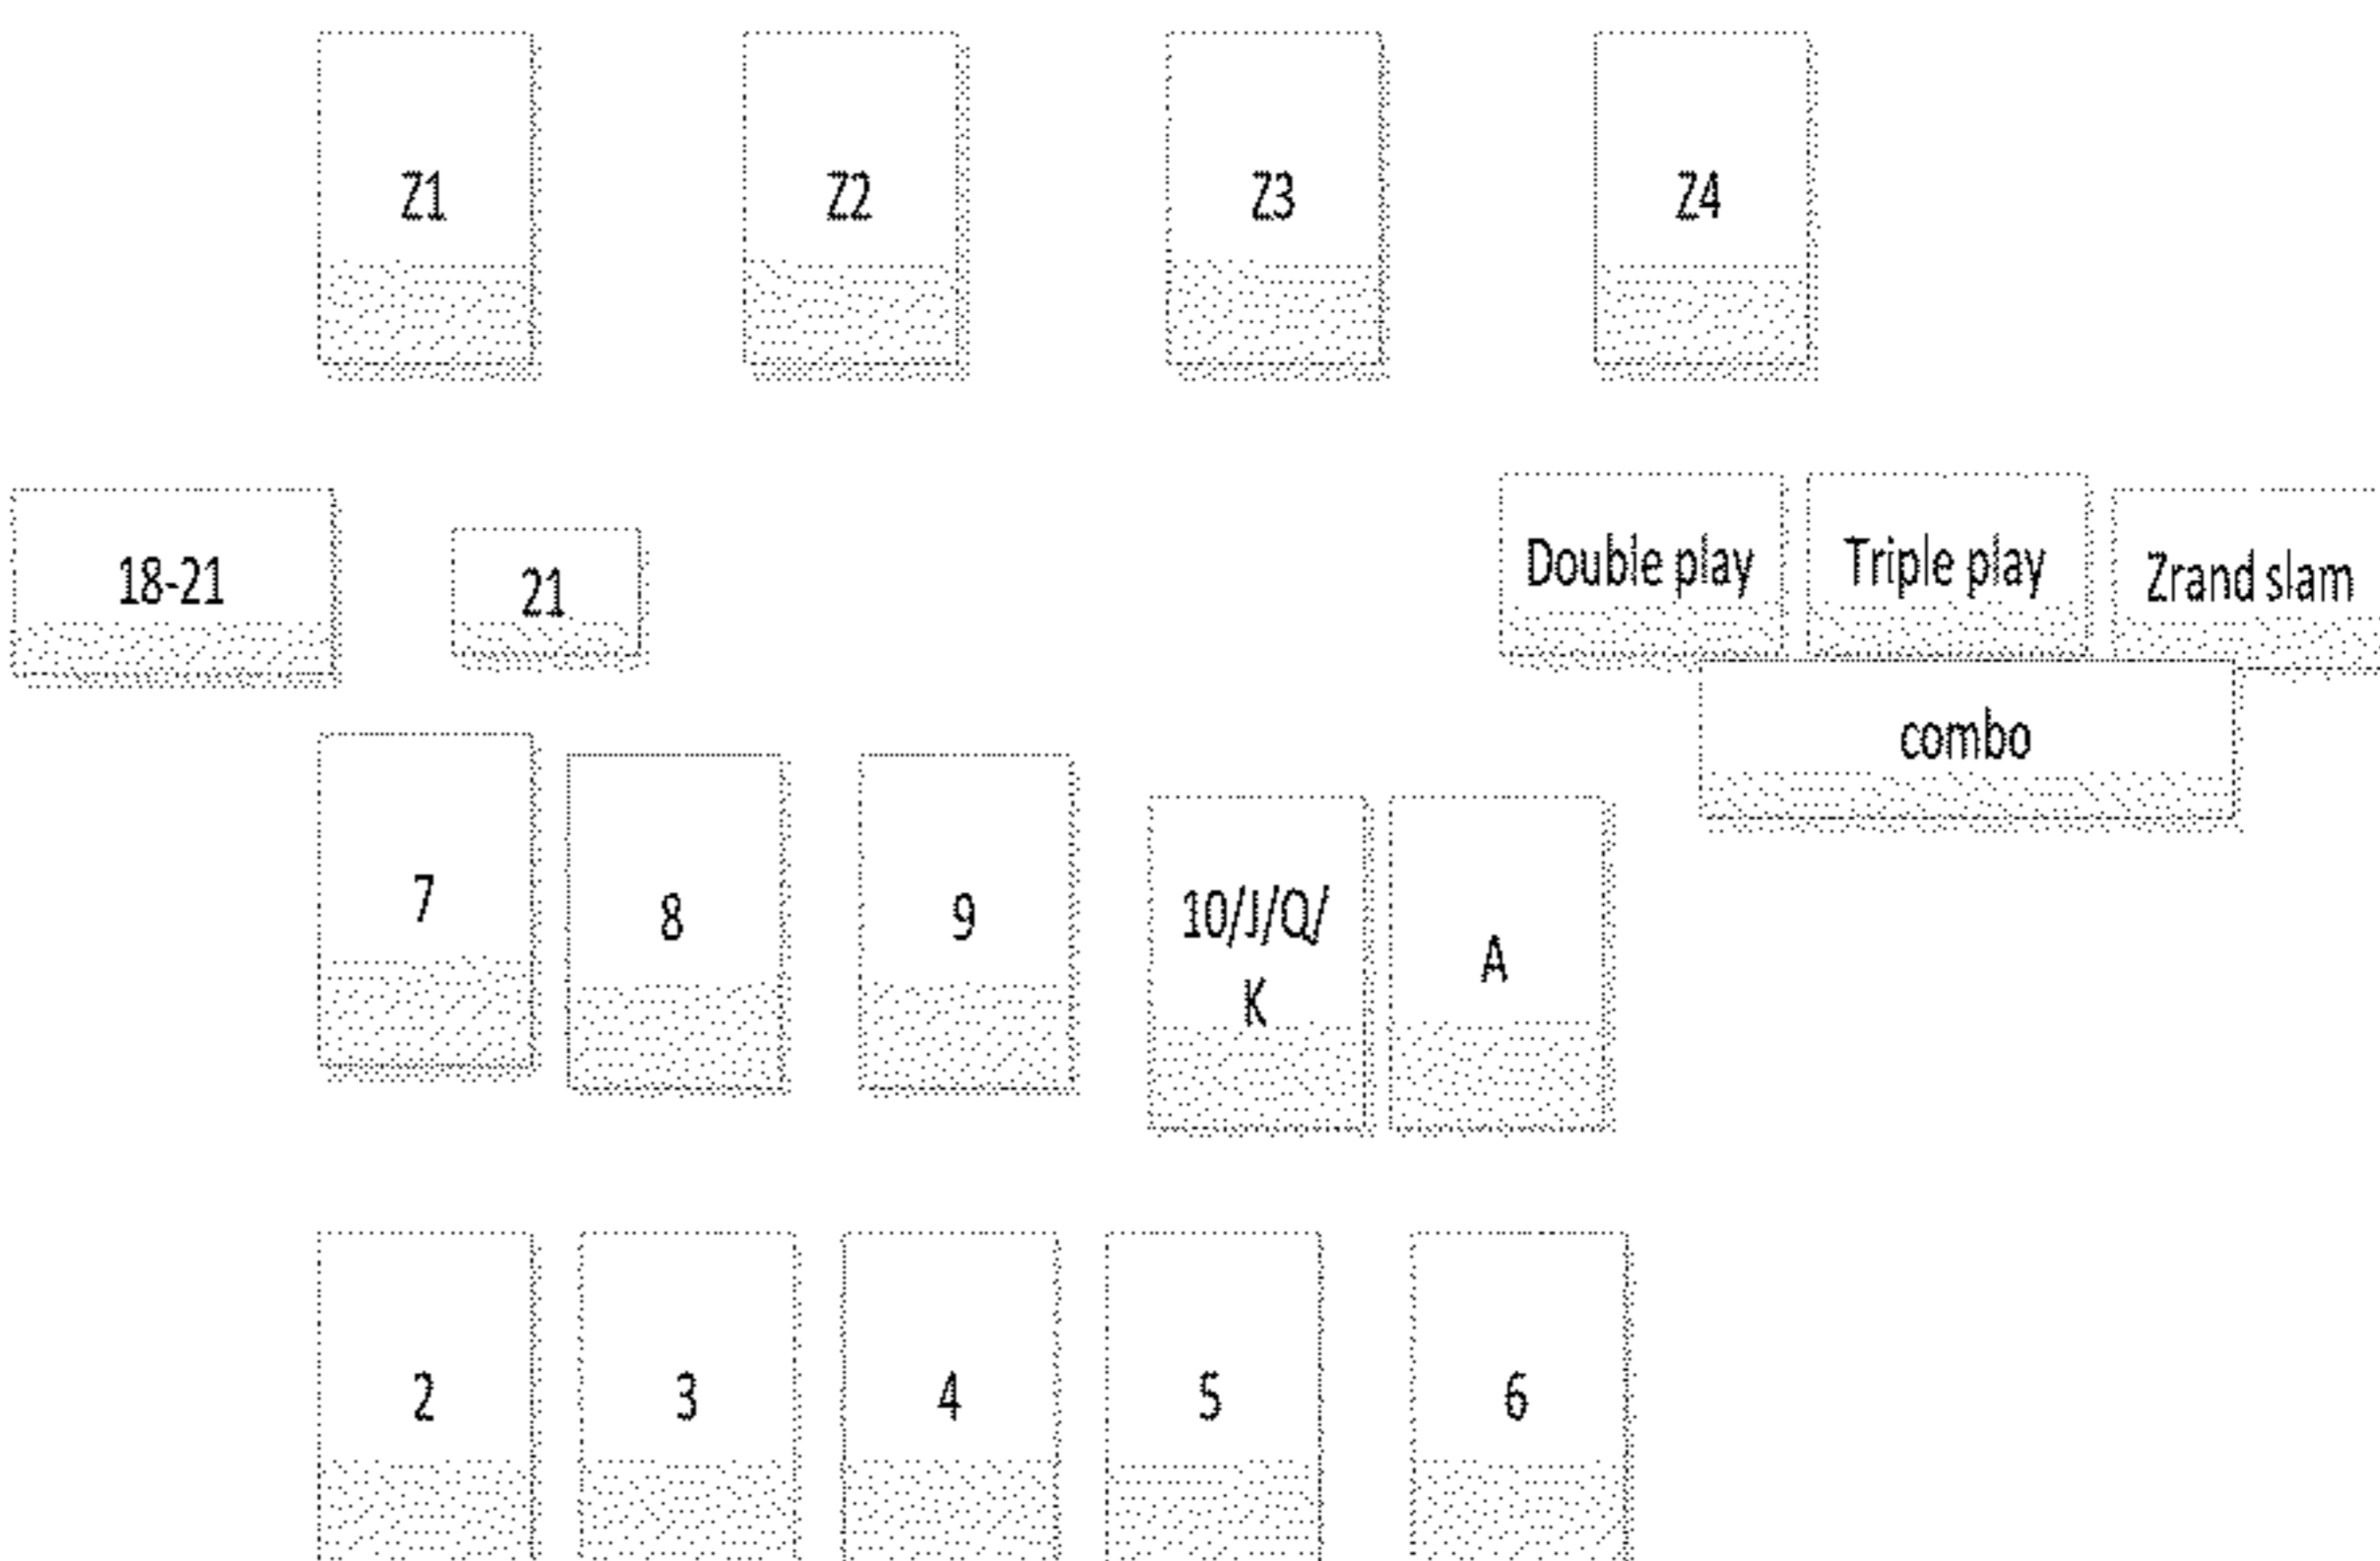 Z1
Z2
Z3
Z4
18-21
21
Double play
Triple play
Zrand slam
combo
7
8
9
10/J/Q/
K
A
2
3
4
5
6